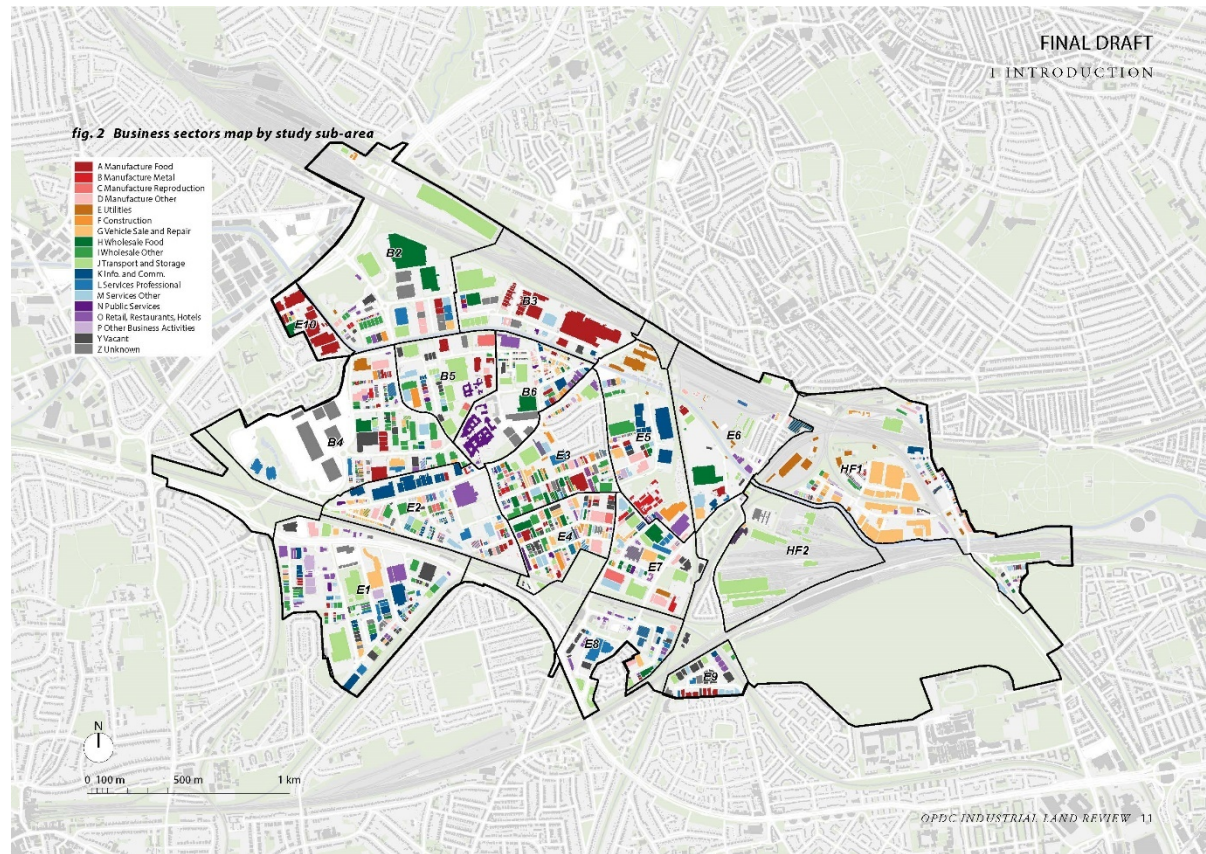 FINAL DRAFT
1 INTRODUCTION
fig. 2 Business sectors map by study sub-area
A Manufacture Food
B Manufacture Metal
C Manufacture Reproduction
D Manufacture Other
E Utilities
F Construction
G Vehicle Sale and Repair
H Wholesale Food
I Wholesale Other
J Transport and Storage
K Info. and Comm.
L Services Professional
M Services Other
N Public Services
O Retail, Restaurants, Hotels
P Other Business Activities
Y Vacant
Z Unknown
B2
B3
E10
B5
B6
B4
E5
E6
E3
HF1
E2
E4
HF2
E7
E1
E8
E9
N
0 100 m 500 m 1 km
OPDC INDUSTRIAL LAND REVIEW 11